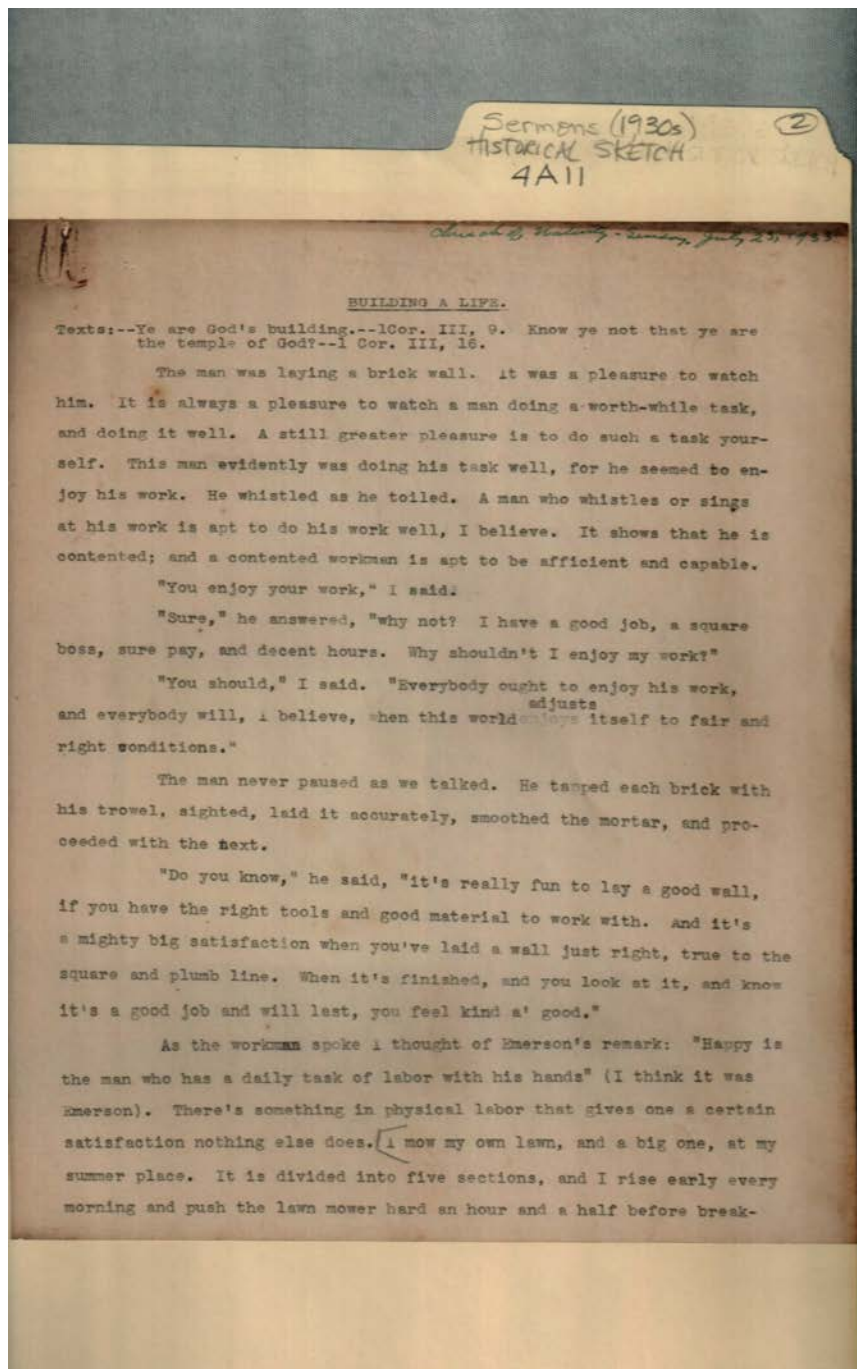 Sermons (1930s) 2
HISTORICAL SKETCH
4A11
Church of Nativity - Sunday, July 23, 1933
BUILDING A LIFE.
Texts:--Ye are God's building.--1Cor. III, 9. Know ye not that ye are
the temple of God?--1 Cor. III, 16.
The man was laying a brick wall. It was a pleasure to watch
him. It is always a pleasure to watch a man doing a worth-while task,
and doing it well. A still greater pleasure is to do such a task your-
self. This man evidently was doing his task well, for he seemed to en-
joy his work. He whistled as he toiled. A man who whistles or sings
at his work is apt to do his work well, I believe. It shows that he is
contented; and a contented workman is apt to be afficient and capable.
"You enjoy your work," I said.
"Sure," he answered, "why not? I have a good job, a square
boss, sure pay, and decent hours. Why shouldn't I enjoy my work?"
"You should," I said. "Everybody ought to enjoy his work,
adjusts
and everybody will, I believe, when this world enjoys itself to fair and
right wonditions."
The man never paused as we talked. He tapped each brick with
his trowel, sighted, laid it accurately, smoothed the mortar, and pro-
ceeded with the next.
"Do you know," he said, "it's really fun to lay a good wall,
if you have the right tools and good material to work with. And it's
a mighty big satisfaction when you've laid a wall just right, true to the
square and plumb line. When it's finished, and you look at it, and know
it's a good job and will last, you feel kind a' good."
As the workman spoke I thought of Emerson's remark: "Happy is
the man who has a daily task of labor with his hands" (I think it was
Emerson). There's something in physical labor that gives one a certain
satisfaction nothing else does. [I mow my own lawn, and a big one, at my
summer place. It is divided into five sections, and I rise early every
morning and push the lawn mower hard an hour and a half before break-